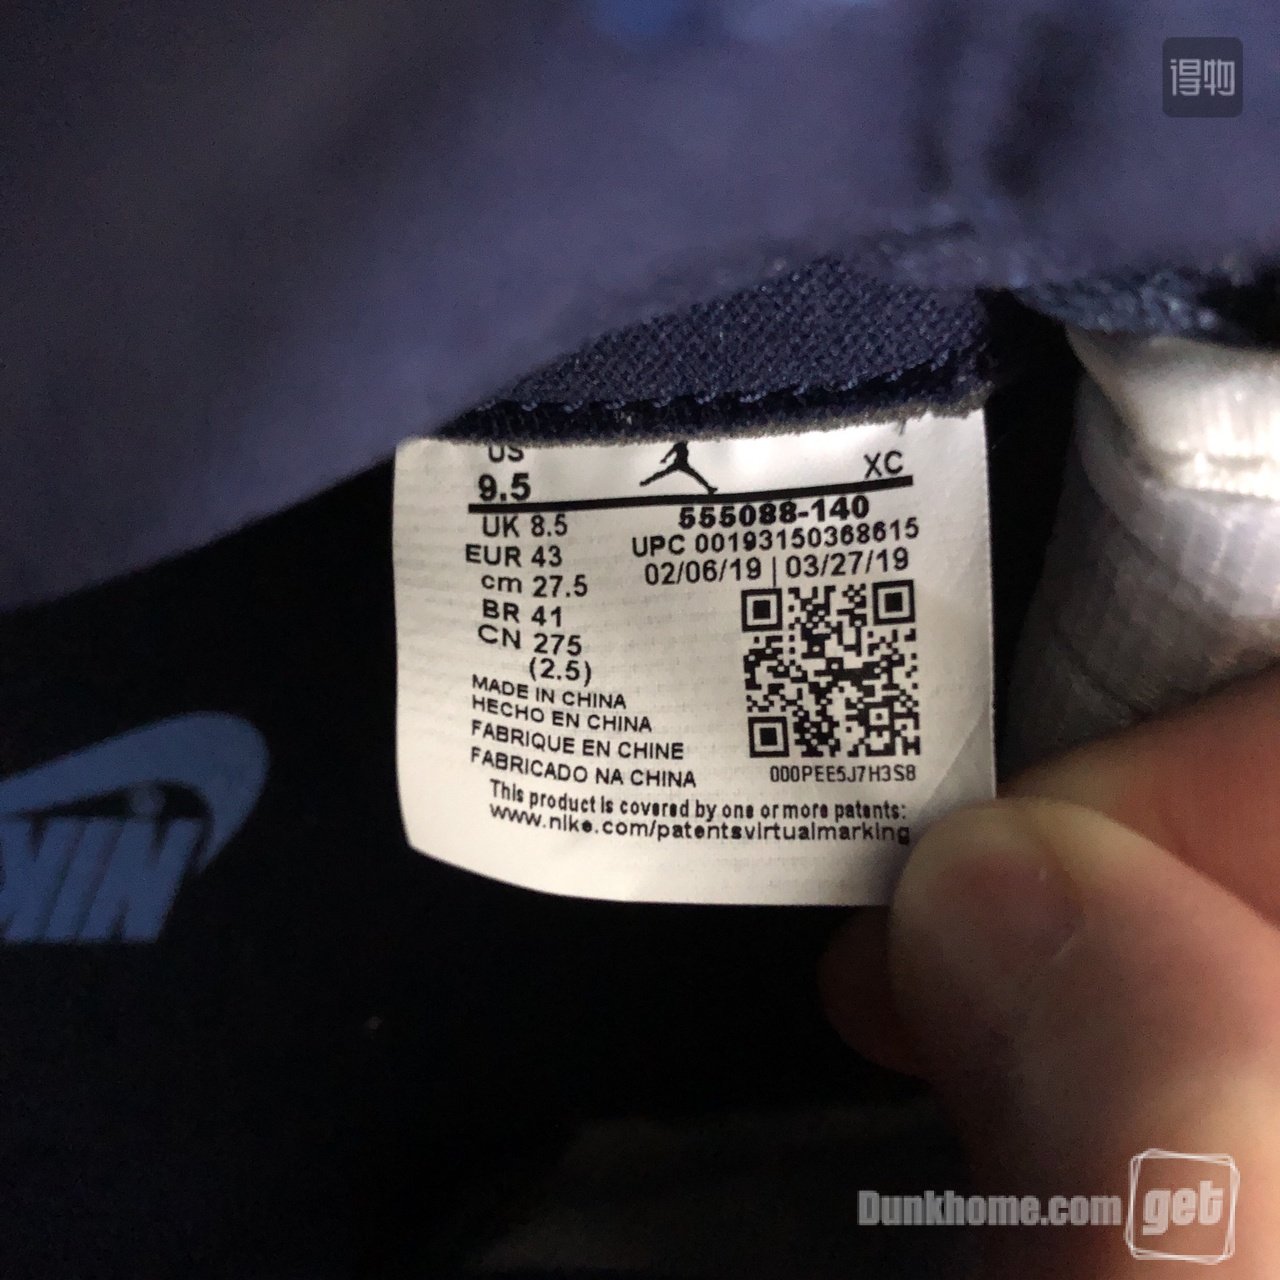 得物
US
9.5
XC
UK 8.5
EUR 43
cm 27.5
BR 41
CN 275
(2.5)
555088-140
UPC 00193150368615
02/06/19 | 03/27/19
MADE IN CHINA
HECHO EN CHINA
FABRIQUE EN CHINE
FABRICADO NA CHINA
000PEE5J7H3S8
This product is covered by one or more patents:
www.nike.com/patentsvirtualmarking
NIK
Dunkhome.com get